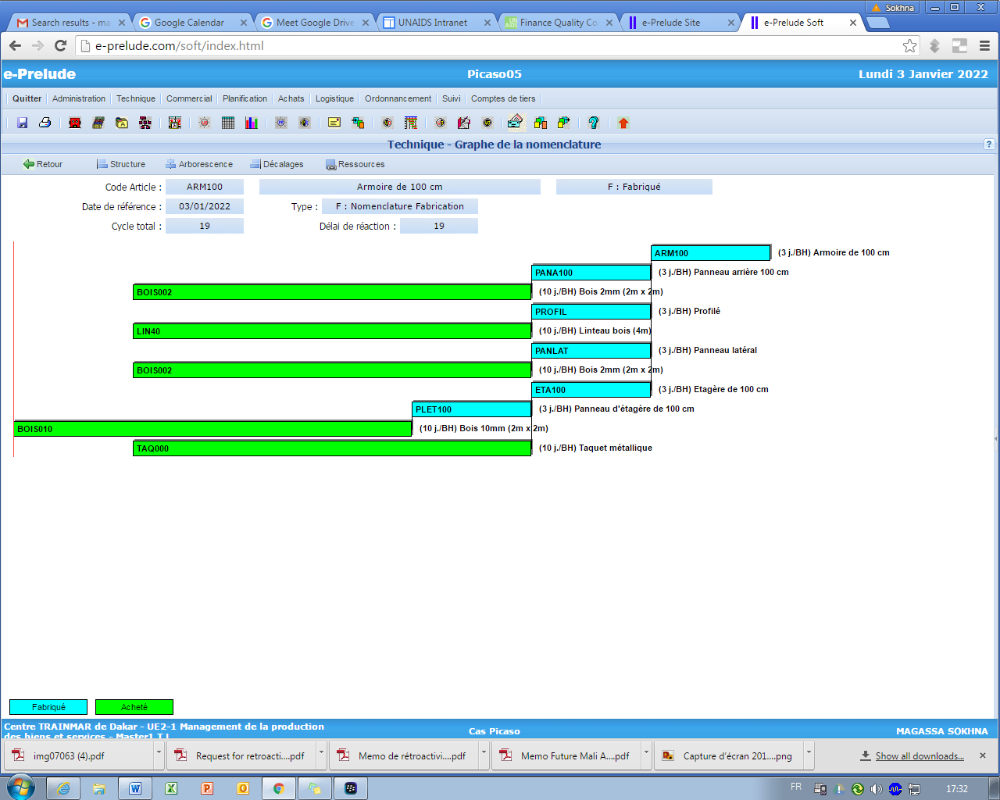 Sokhna
Search results - ma
Google Calendar
Meet Google Drive
UNAIDS Intranet
Finance Quality Co
e-Prelude Site
e-Prelude Soft
e-prelude.com/soft/index.html
e-Prelude
Picaso05
Lundi 3 Janvier 2022
Quitter Administration Technique Commercial Planification Achats Logistique Ordonnancement Suivi Comptes de tiers
Technique - Graphe de la nomenclature
?
Retour Structure Arborescence Décalages Ressources
Code Article : ARM100 Armoire de 100 cm F : Fabriqué
Date de référence : 03/01/2022 Type : F : Nomenclature Fabrication
Cycle total : 19 Délai de réaction : 19
ARM100 (3 j./BH) Armoire de 100 cm
PANA100 (3 j./BH) Panneau arrière 100 cm
BOIS002 (10 j./BH) Bois 2mm (2m x 2m)
PROFIL (3 j./BH) Profilé
LIN40 (10 j./BH) Linteau bois (4m)
PANLAT (3 j./BH) Panneau latéral
BOIS002 (10 j./BH) Bois 2mm (2m x 2m)
ETA100 (3 j./BH) Etagère de 100 cm
PLET100 (3 j./BH) Panneau d'étagère de 100 cm
BOIS010 (10 j./BH) Bois 10mm (2m x 2m)
TAQ000 (10 j./BH) Taquet métallique
Fabriqué Acheté
Centre TRAINMAR de Dakar - UE2-1 Management de la production
des biens et services - Master1 T L
Cas Picaso
MAGASSA SOKHNA
img07063 (4).pdf
Request for retroacti....pdf
Memo de rétroactivi....pdf
Memo Future Mali A....pdf
Capture d'écran 201....png
Show all downloads...
FR
17:32